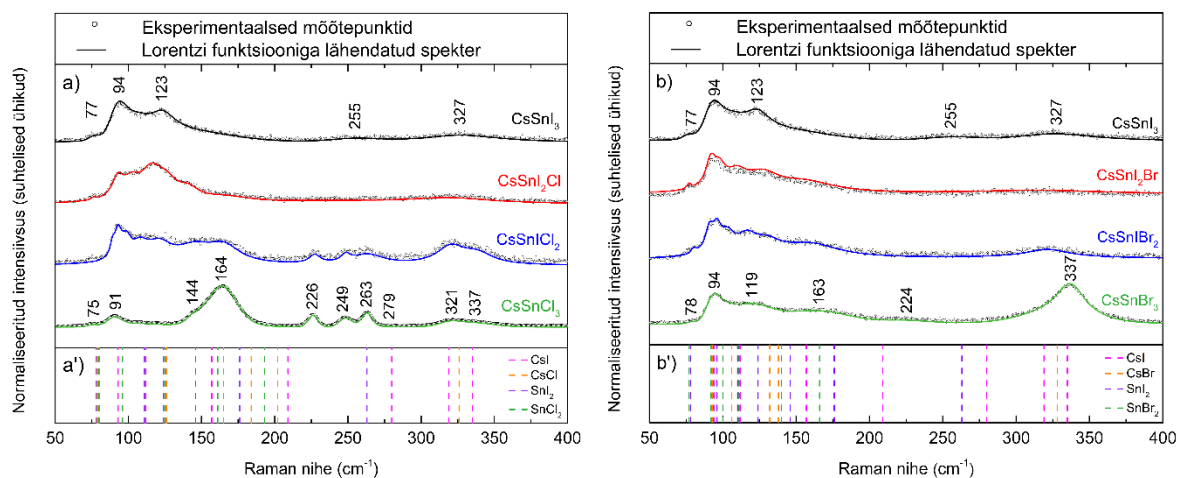 Eksperimentaalsed mõõtepunktid
Lorentzi funktsiooniga lähendatud spekter
a)
77
94
123
255
327
CsSnI₃
CsSnI₂Cl
CsSnICl₂
75
91
144
164
226
249
263
279
321
337
CsSnCl₃
a')
CsI
CsCl
SnI₂
SnCl₂
50 100 150 200 250 300 350 400
Raman nihe (cm⁻¹)
Normaliseeritud intensiivsus (suhtelised ühikud)
Eksperimentaalsed mõõtepunktid
Lorentzi funktsiooniga lähendatud spekter
b)
77
94
123
255
327
CsSnI₃
CsSnI₂Br
CsSnIBr₂
78
94
119
163
224
337
CsSnBr₃
b')
CsI
CsBr
SnI₂
SnBr₂
50 100 150 200 250 300 350 400
Raman nihe (cm⁻¹)
Normaliseeritud intensiivsus (suhtelised ühikud)